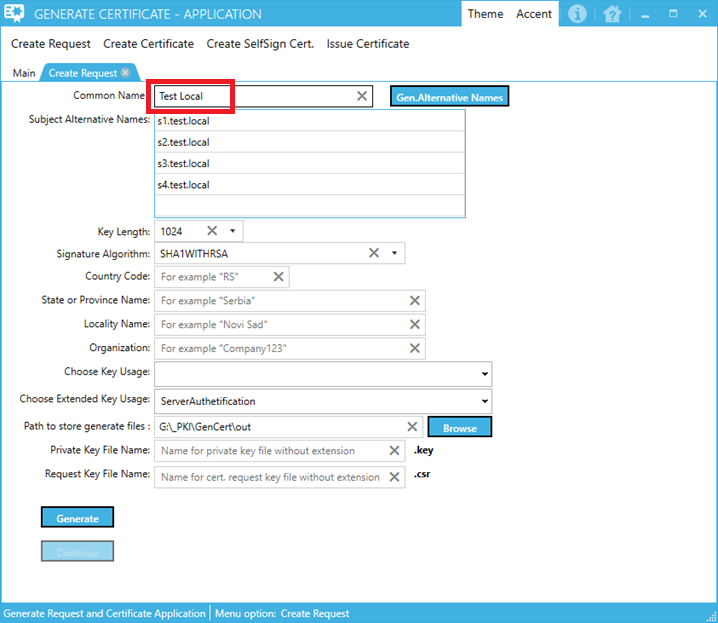 GENERATE CERTIFICATE - APPLICATION Theme Accent
Create Request Create Certificate Create SelfSign Cert. Issue Certificate
Main Create Request
Common Name: Test Local Gen.Alternative Names
Subject Alternative Names: s1.test.local
s2.test.local
s3.test.local
s4.test.local
Key Length: 1024
Signature Algorithm: SHA1WITHRSA
Country Code: For example "RS"
State or Province Name: For example "Serbia"
Locality Name: For example "Novi Sad"
Organization: For example "Company123"
Choose Key Usage:
Choose Extended Key Usage: ServerAuthetification
Path to store generate files : G:\_PKI\GenCert\out Browse
Private Key File Name: Name for private key file without extension .key
Request Key File Name: Name for cert. request key file without extension .csr
Generate
Continue
Generate Request and Certificate Application Menu option: Create Request